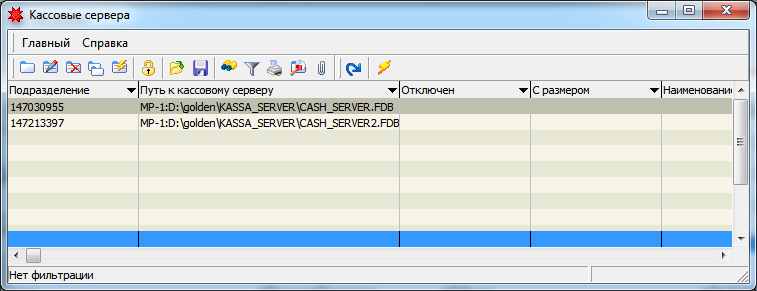 Кассовые сервера
Главный Справка
Подразделение Путь к кассовому серверу Отключен С размером Наименование
147030955 MP-1:D:\golden\KASSA_SERVER\CASH_SERVER.FDB
147213397 MP-1:D:\golden\KASSA_SERVER\CASH_SERVER2.FDB
Нет фильтрации